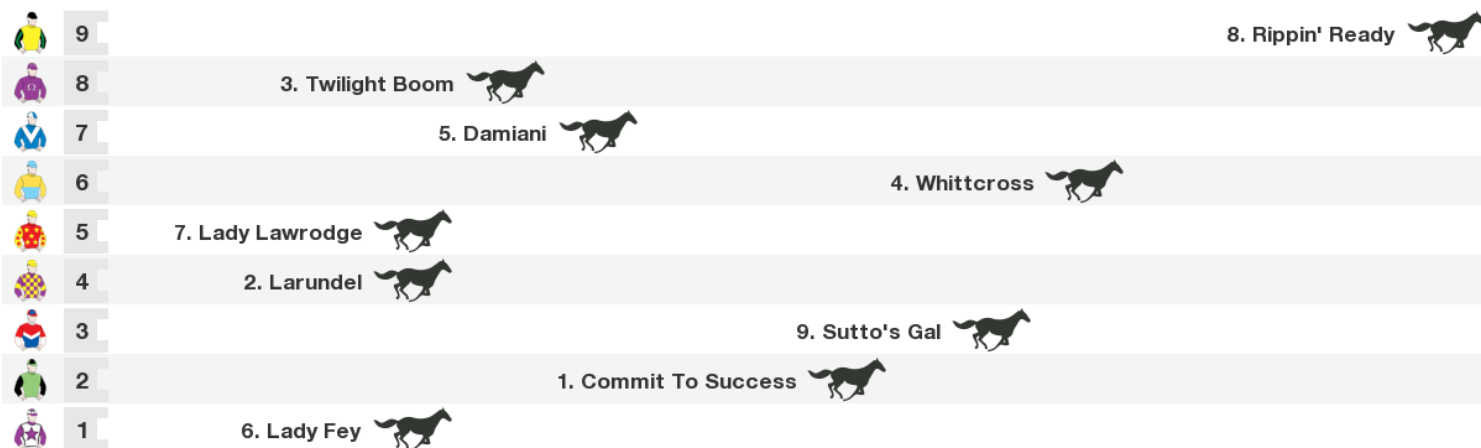 9 8. Rippin' Ready
8 3. Twilight Boom
7 5. Damiani
6 4. Whittcross
5 7. Lady Lawrodge
4 2. Larundel
3 9. Sutto's Gal
2 1. Commit To Success
1 6. Lady Fey